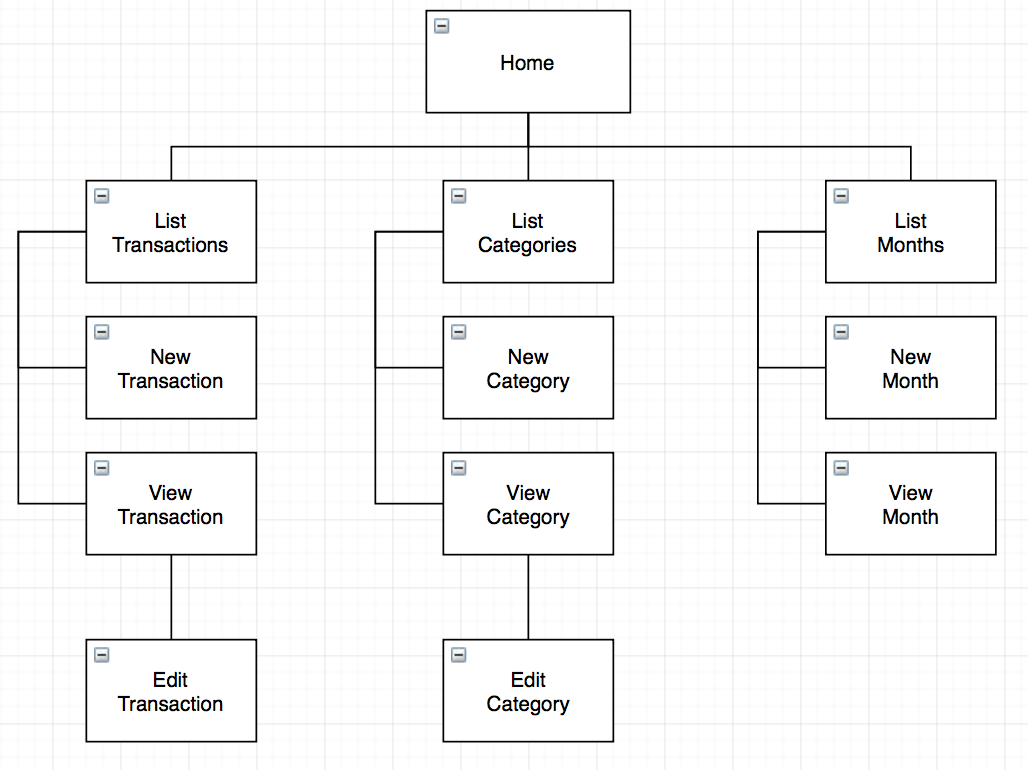 Home
List
Transactions
List
Categories
List
Months
New
Transaction
New
Category
New
Month
View
Transaction
View
Category
View
Month
Edit
Transaction
Edit
Category